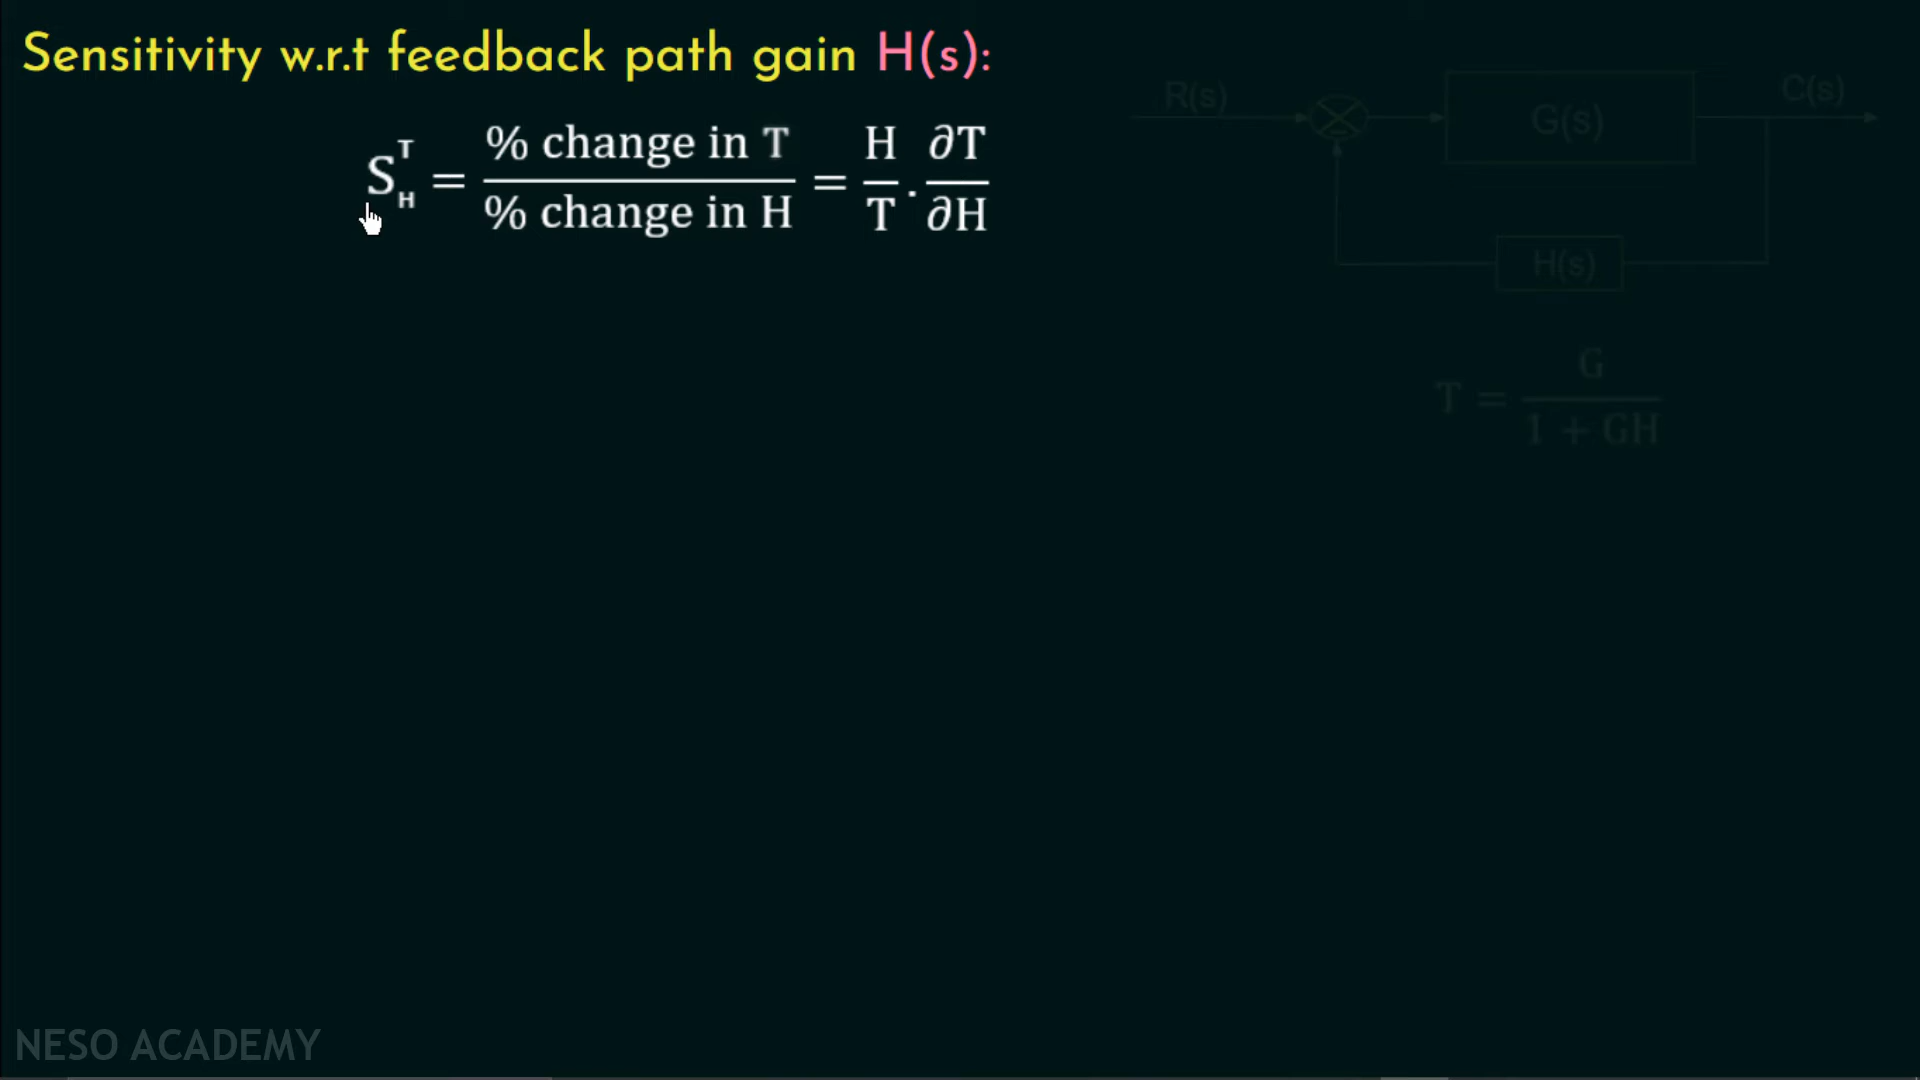 Sensitivity w.r.t feedback path gain H(s):
S^T_H = % change in T / % change in H = H/T · ∂T/∂H
R(s)
G(s)
C(s)
H(s)
T = G / 1 + GH
NESO ACADEMY